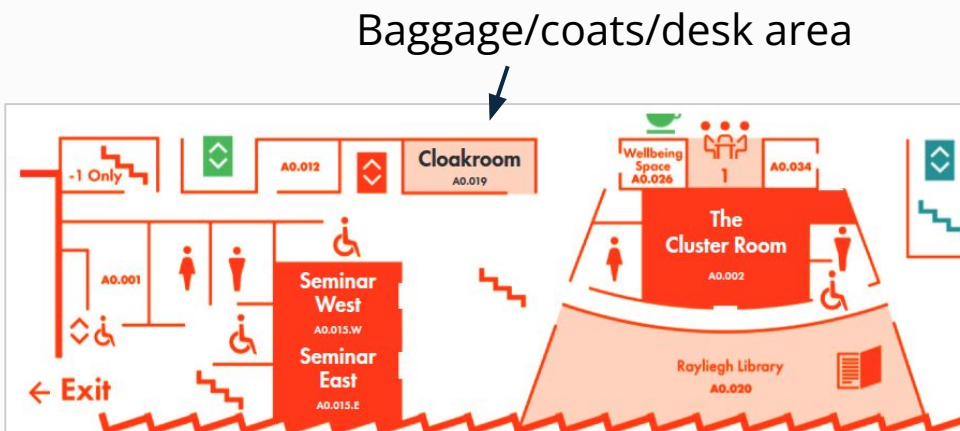 Baggage/coats/desk area
-1 Only
A0.012
Cloakroom
A0.019
Wellbeing
Space
A0.026
1
A0.034
The
Cluster Room
A0.002
A0.001
Seminar
West
A0.015.W
Seminar
East
A0.015.E
Rayliegh Library
A0.020
← Exit